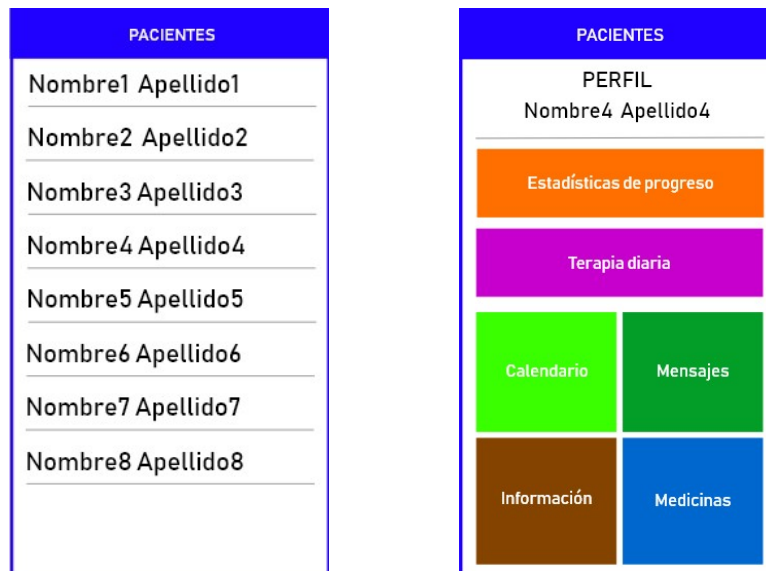 PACIENTES
Nombre1 Apellido1
Nombre2 Apellido2
Nombre3 Apellido3
Nombre4 Apellido4
Nombre5 Apellido5
Nombre6 Apellido6
Nombre7 Apellido7
Nombre8 Apellido8
PACIENTES
PERFIL
Nombre4 Apellido4
Estadísticas de progreso
Terapia diaria
Calendario
Mensajes
Información
Medicinas